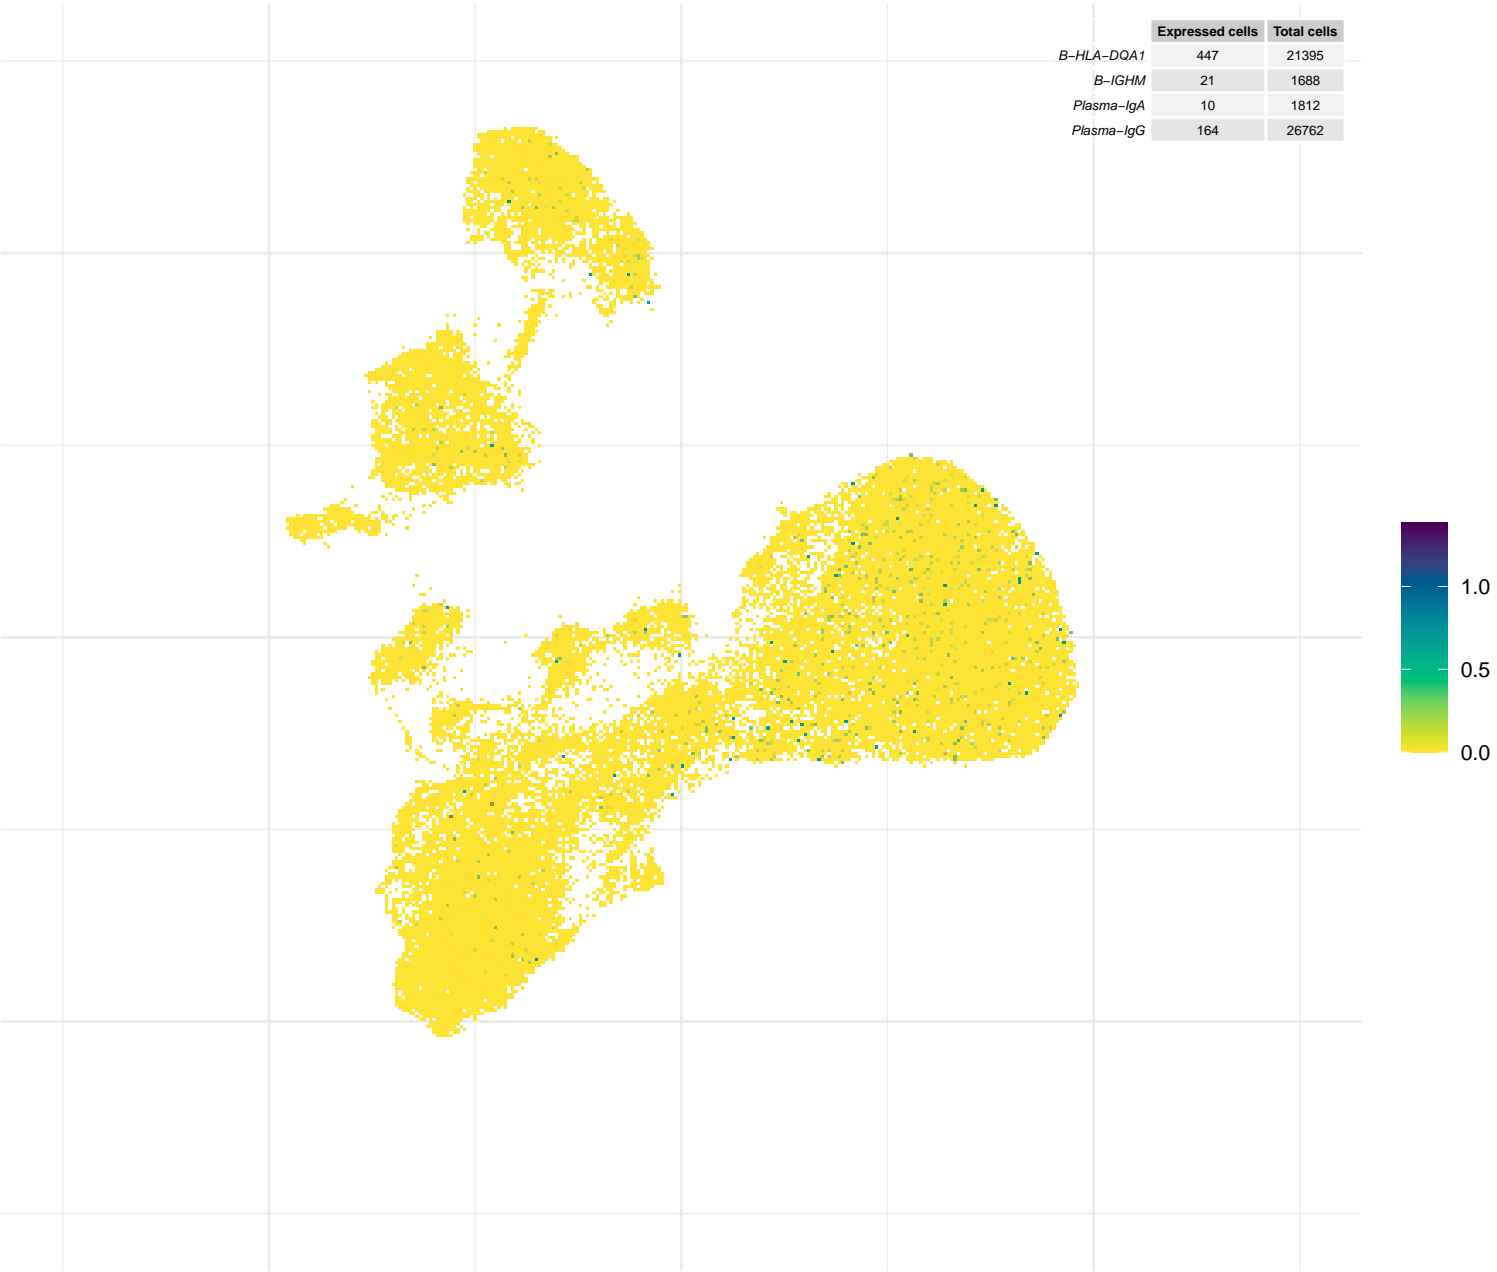 Expressed cells Total cells
B−HLA−DQA1 447 21395
B−IGHM 21 1688
Plasma−IgA 10 1812
Plasma−IgG 164 26762
1.0
0.5
0.0